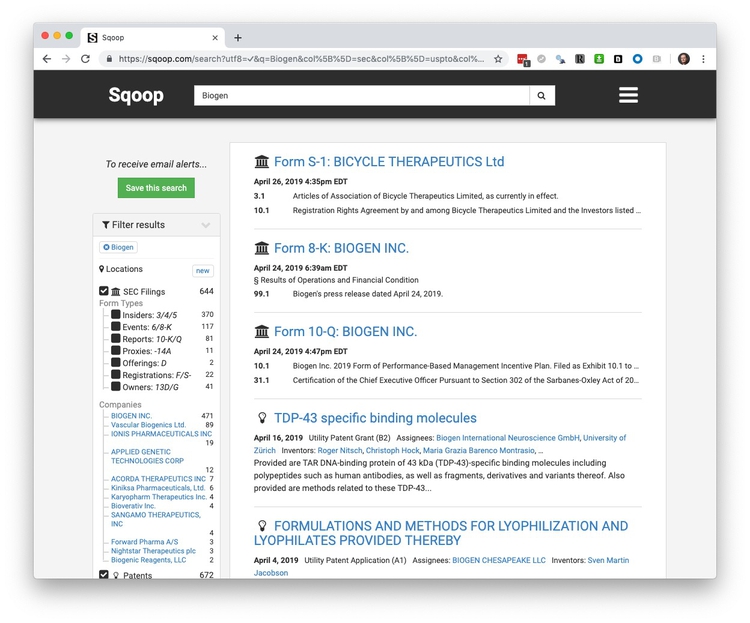 Sqoop
https://sqoop.com/search?utf8=✓&q=Biogen&col%5B%5D=sec&col%5B%5D=uspto&col%...
Sqoop
Biogen
To receive email alerts...
Save this search
Filter results
Biogen
Locations
new
SEC Filings 644
Form Types
Insiders: 3/4/5 370
Events: 6/8-K 117
Reports: 10-K/Q 81
Proxies: -14A 11
Offerings: D 2
Registrations: F/S- 22
Owners: 13D/G 41
Companies
BIOGEN INC. 471
Vascular Biogenics Ltd. 89
IONIS PHARMACEUTICALS INC
19
APPLIED GENETIC
TECHNOLOGIES CORP
12
ACORDA THERAPEUTICS INC 7
Kiniksa Pharmaceuticals, Ltd. 6
Karyopharm Therapeutics Inc. 4
Bioverativ Inc. 4
SANGAMO THERAPEUTICS,
INC
4
Forward Pharma A/S 3
Nightstar Therapeutics plc 3
Biogenic Reagents, LLC 2
Patents 672
Form S-1: BICYCLE THERAPEUTICS Ltd
April 26, 2019 4:35pm EDT
3.1 Articles of Association of Bicycle Therapeutics Limited, as currently in effect.
10.1 Registration Rights Agreement by and among Bicycle Therapeutics Limited and the Investors listed ...
Form 8-K: BIOGEN INC.
April 24, 2019 6:39am EDT
§ Results of Operations and Financial Condition
99.1 Biogen's press release dated April 24, 2019.
Form 10-Q: BIOGEN INC.
April 24, 2019 4:47pm EDT
10.1 Biogen Inc. 2019 Form of Performance-Based Management Incentive Plan. Filed as Exhibit 10.1 to ...
31.1 Certification of the Chief Executive Officer Pursuant to Section 302 of the Sarbanes-Oxley Act of 20...
TDP-43 specific binding molecules
April 16, 2019 Utility Patent Grant (B2) Assignees: Biogen International Neuroscience GmbH, University of
Zürich Inventors: Roger Nitsch, Christoph Hock, Maria Grazia Barenco Montrasio, ...
Provided are TAR DNA-binding protein of 43 kDa (TDP-43)-specific binding molecules including
polypeptides such as human antibodies, as well as fragments, derivatives and variants thereof. Also
provided are methods related to these TDP-43...
FORMULATIONS AND METHODS FOR LYOPHILIZATION AND
LYOPHILATES PROVIDED THEREBY
April 4, 2019 Utility Patent Application (A1) Assignees: BIOGEN CHESAPEAKE LLC Inventors: Sven Martin
Jacobson